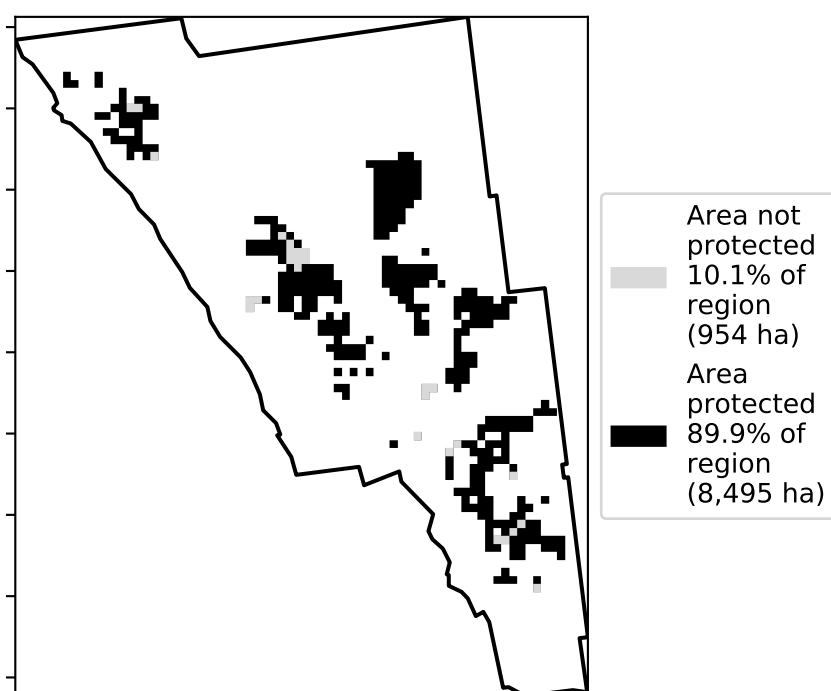 Area not
protected
10.1% of
region
(954 ha)
Area
protected
89.9% of
region
(8,495 ha)